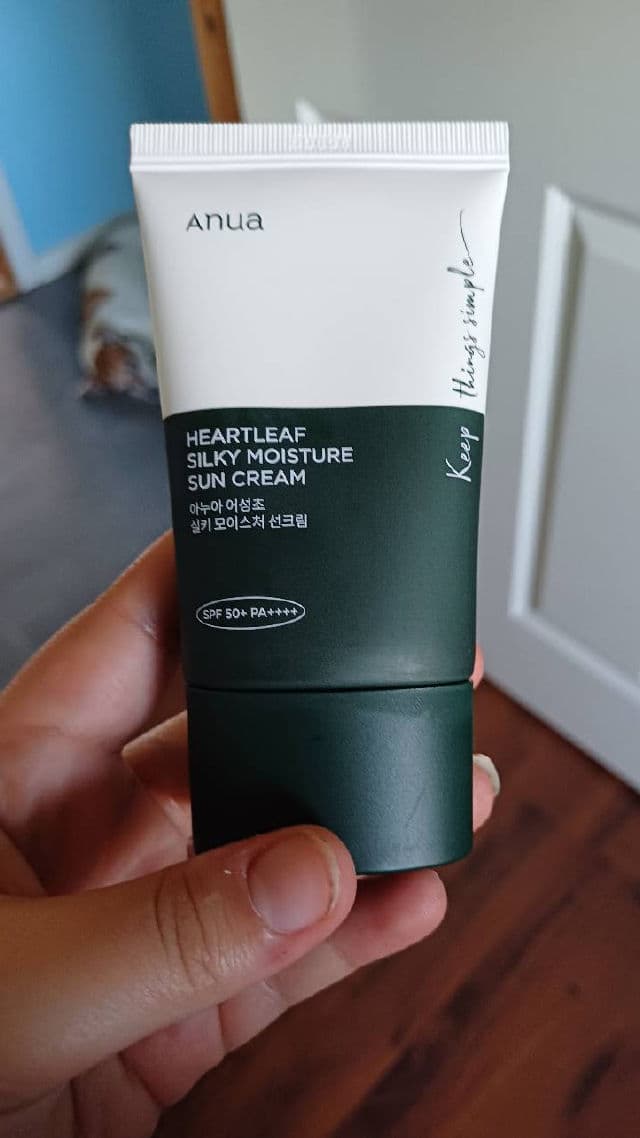 Anua
Keep things simple
HEARTLEAF
SILKY MOISTURE
SUN CREAM
아누아 어성초
실키 모이스처 선크림
SPF 50+ PA++++